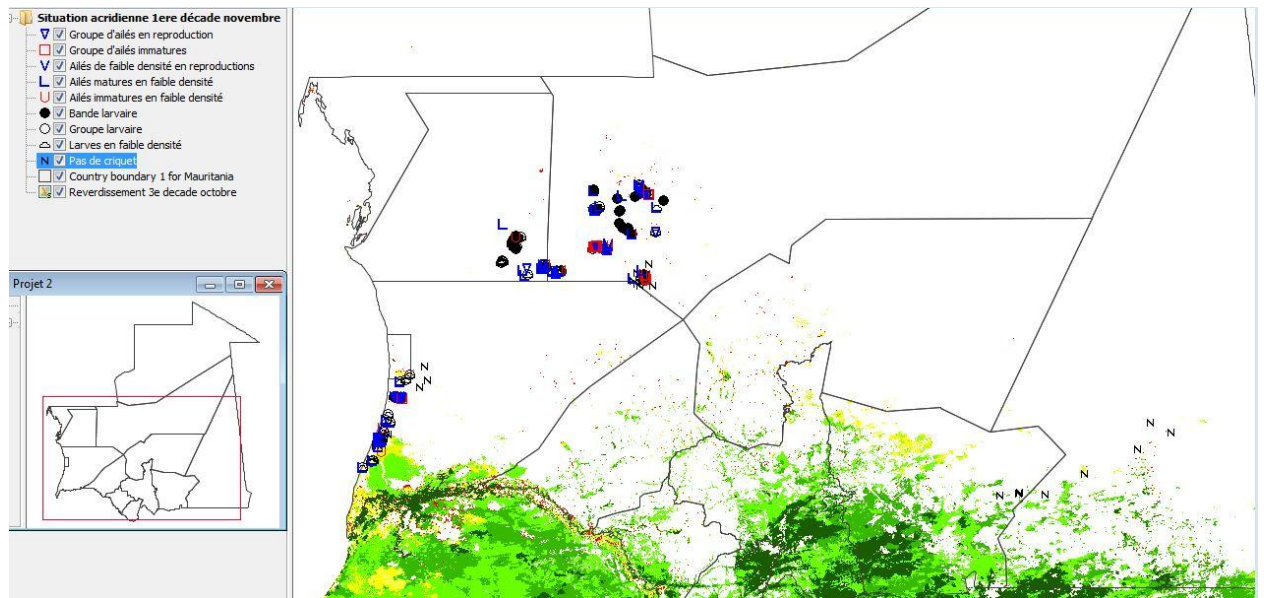 Situation acridienne 1ere décade novembre
Groupe d'ailés en reproduction
Groupe d'ailés immatures
Ailés de faible densité en reproductions
Ailés matures en faible densité
Ailés immatures en faible densité
Bande larvaire
Groupe larvaire
Larves en faible densité
N Pas de criquet
Country boundary 1 for Mauritania
Reverdissement 3e decade octobre
Projet 2